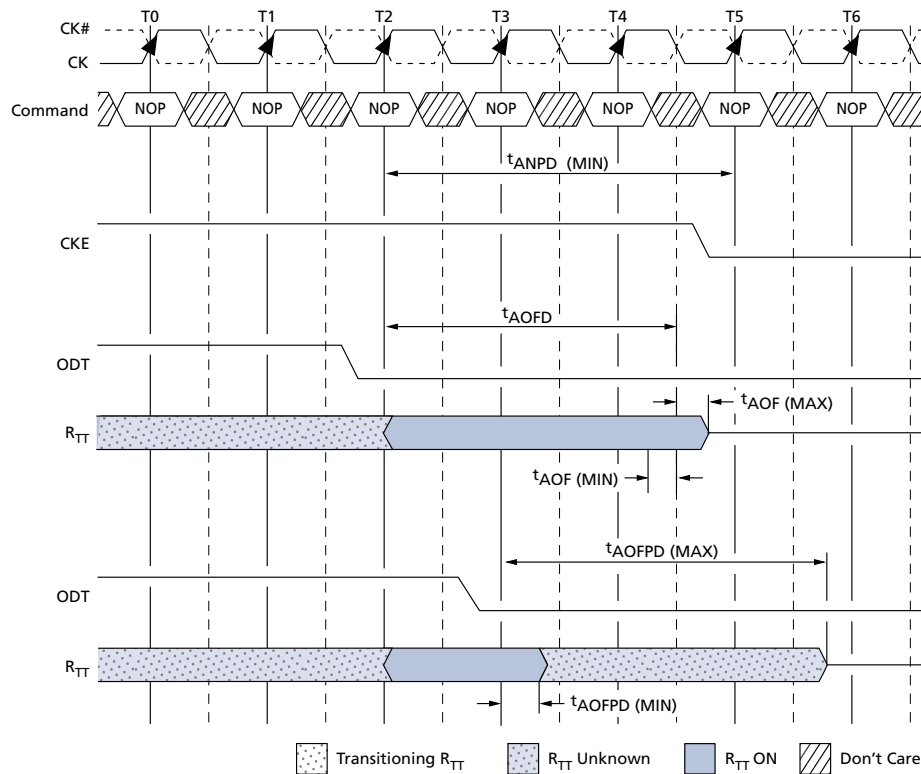 T0 T1 T2 T3 T4 T5 T6
CK#
CK
Command NOP NOP NOP NOP NOP NOP NOP
tANPD (MIN)
CKE
tAOFD
ODT
tAOF (MAX)
RTT
tAOF (MIN)
tAOFPD (MAX)
ODT
RTT
tAOFPD (MIN)
Transitioning RTT RTT Unknown RTT ON Don't Care